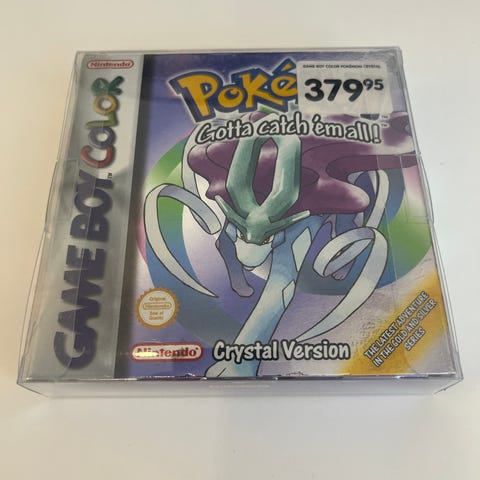 Nintendo
GAME BOY COLOR
GAME BOY COLOR POKEMON CRYSTAL
379 95
Poké
Gotta catch 'em all!
Original
Nintendo
Seal of
Quality
Nintendo
Crystal Version
THE LATEST ADVENTURE
IN THE GOLD AND SILVER
SERIES